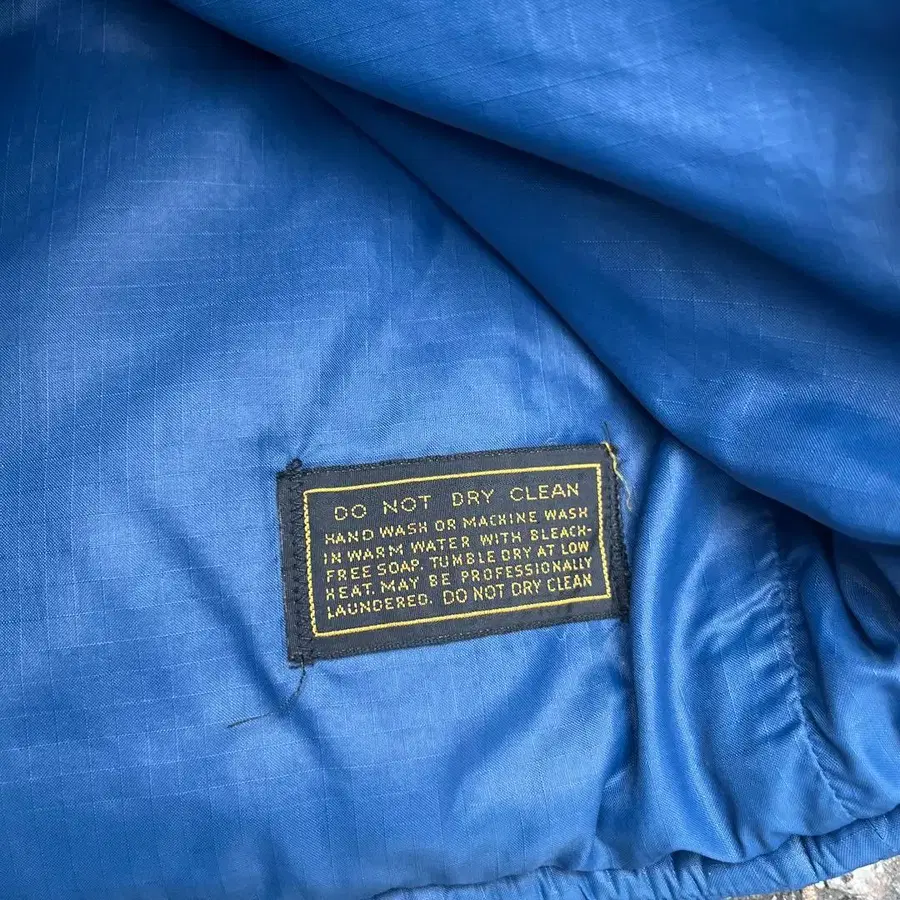 DO NOT DRY CLEAN
HAND WASH OR MACHINE WASH
IN WARM WATER WITH BLEACH-
FREE SOAP. TUMBLE DRY AT LOW
HEAT. MAY BE PROFESSIONALLY
LAUNDERED. DO NOT DRY CLEAN